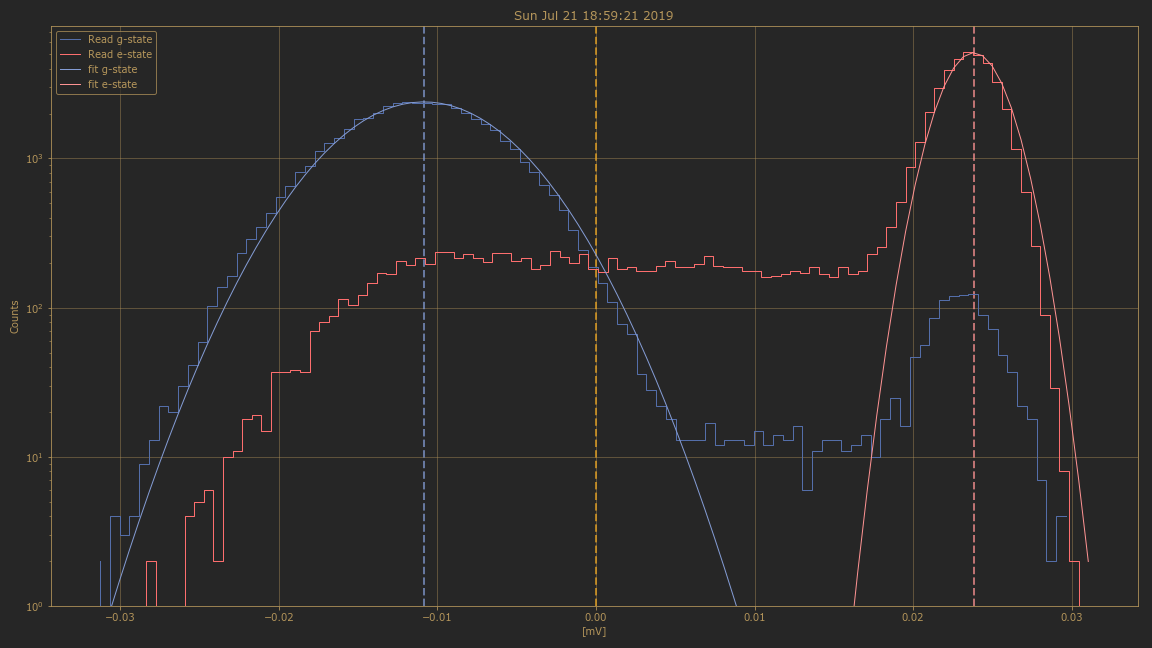 Sun Jul 21 18:59:21 2019
Read g-state
Read e-state
fit g-state
fit e-state
10³
10²
10¹
10⁰
Counts
−0.03 −0.02 −0.01 0.00 0.01 0.02 0.03
[mV]